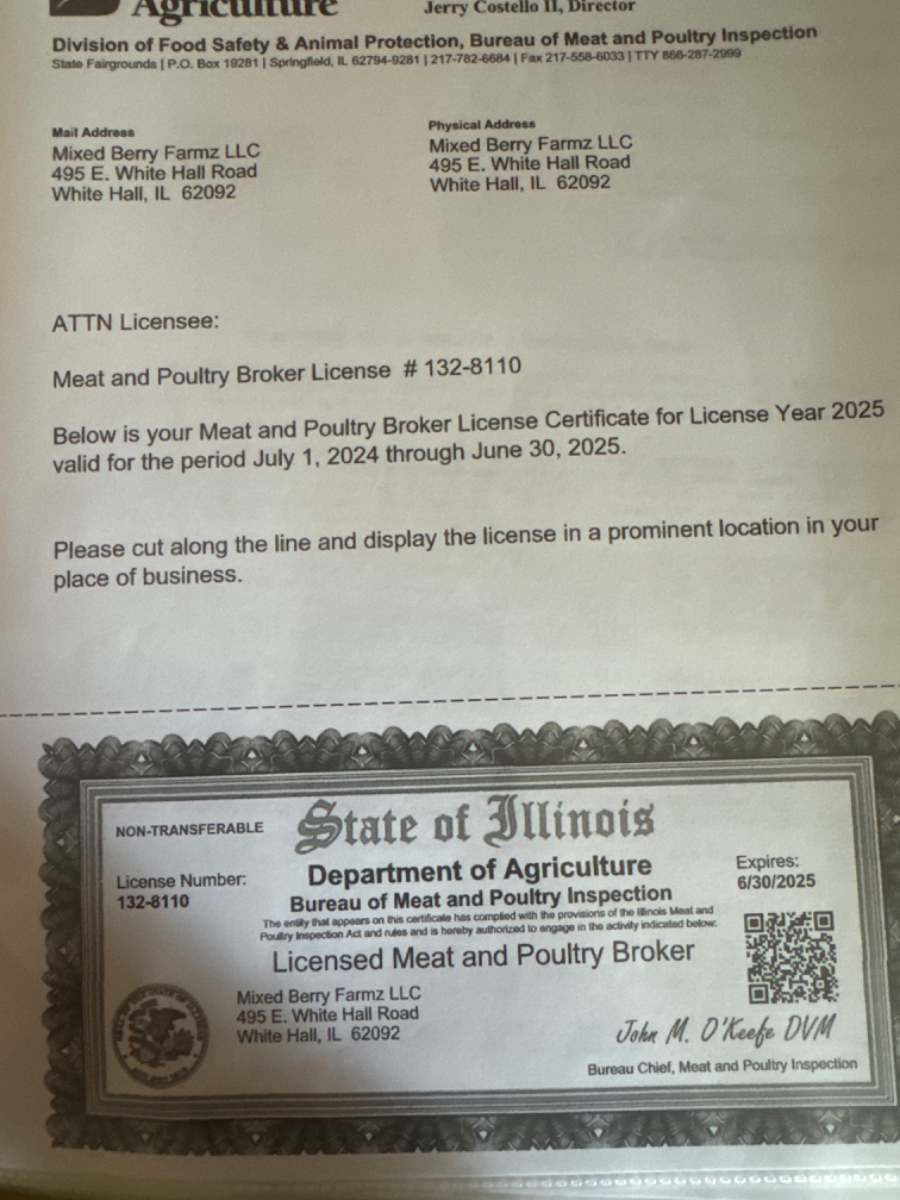 Agriculture
Jerry Costello II, Director
Division of Food Safety & Animal Protection, Bureau of Meat and Poultry Inspection
State Fairgrounds | P.O. Box 19281 | Springfield, IL 62794-9281 | 217-782-6684 | Fax 217-558-6033 | TTY 866-287-2999
Mail Address
Mixed Berry Farmz LLC
495 E. White Hall Road
White Hall, IL 62092
Physical Address
Mixed Berry Farmz LLC
495 E. White Hall Road
White Hall, IL 62092
ATTN Licensee:
Meat and Poultry Broker License # 132-8110
Below is your Meat and Poultry Broker License Certificate for License Year 2025
valid for the period July 1, 2024 through June 30, 2025.
Please cut along the line and display the license in a prominent location in your
place of business.
NON-TRANSFERABLE
State of Illinois
Department of Agriculture
Bureau of Meat and Poultry Inspection
License Number:
132-8110
Expires:
6/30/2025
The entity that appears on this certificate has complied with the provisions of the Illinois Meat and
Poultry Inspection Act and rules and is hereby authorized to engage in the activity indicated below:
Licensed Meat and Poultry Broker
Mixed Berry Farmz LLC
495 E. White Hall Road
White Hall, IL 62092
John M. O'Keefe DVM
Bureau Chief, Meat and Poultry Inspection